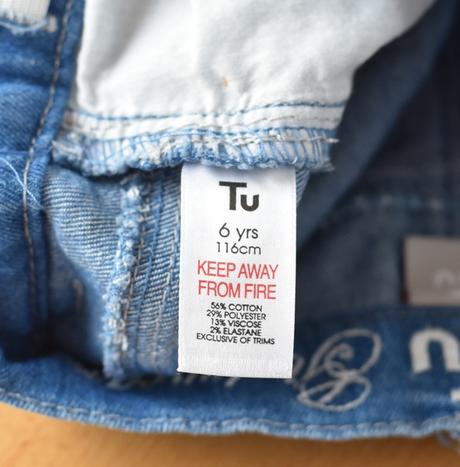 Tu
6 yrs
116cm
KEEP AWAY
FROM FIRE
56% COTTON
29% POLYESTER
13% VISCOSE
2% ELASTANE
EXCLUSIVE OF TRIMS